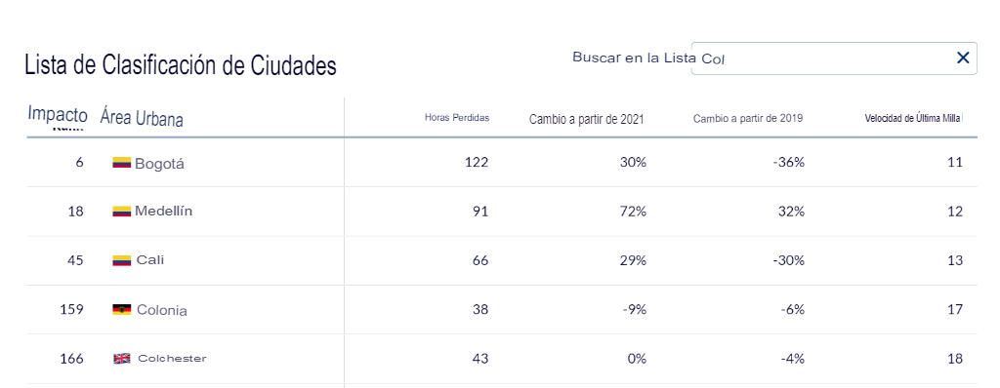 Lista de Clasificación de Ciudades
Buscar en la Lista Col
Impacto Área Urbana Horas Perdidas Cambio a partir de 2021 Cambio a partir de 2019 Velocidad de Última Milla
6 Bogotá 122 30% -36% 11
18 Medellín 91 72% 32% 12
45 Cali 66 29% -30% 13
159 Colonia 38 -9% -6% 17
166 Colchester 43 0% -4% 18